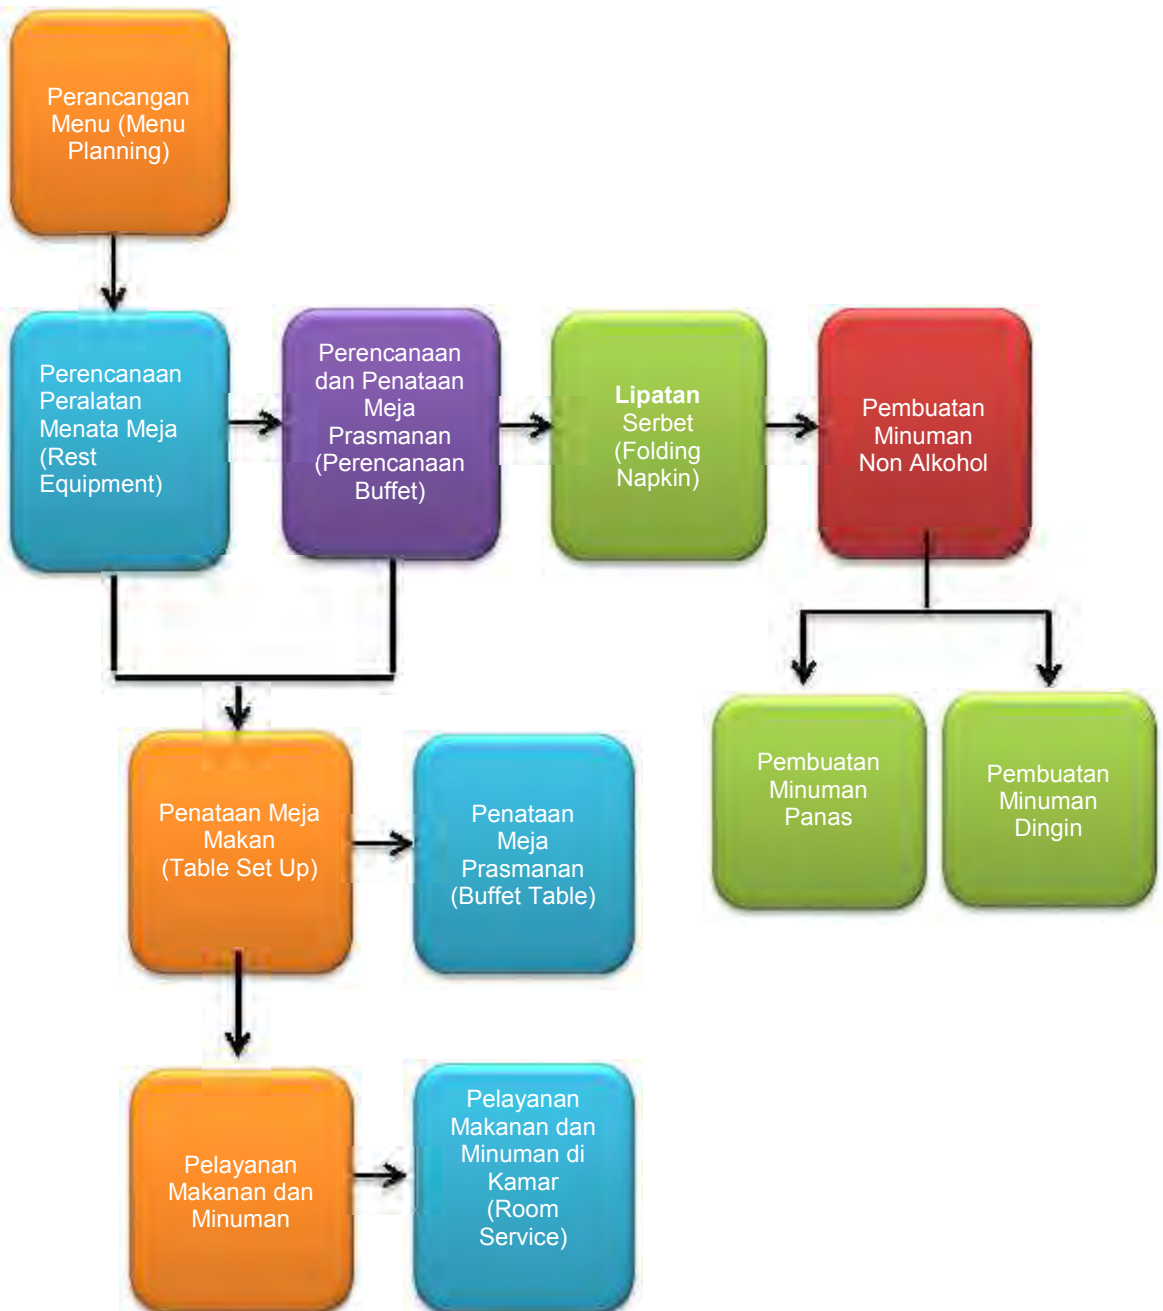 Perancangan
Menu (Menu
Planning)
Perencanaan
Peralatan
Menata Meja
(Rest
Equipment)
Perencanaan
dan Penataan
Meja
Prasmanan
(Perencanaan
Buffet)
Lipatan
Serbet
(Folding
Napkin)
Pembuatan
Minuman
Non Alkohol
Penataan Meja
Makan
(Table Set Up)
Penataan
Meja
Prasmanan
(Buffet Table)
Pembuatan
Minuman
Panas
Pembuatan
Minuman
Dingin
Pelayanan
Makanan dan
Minuman
Pelayanan
Makanan dan
Minuman di
Kamar
(Room
Service)